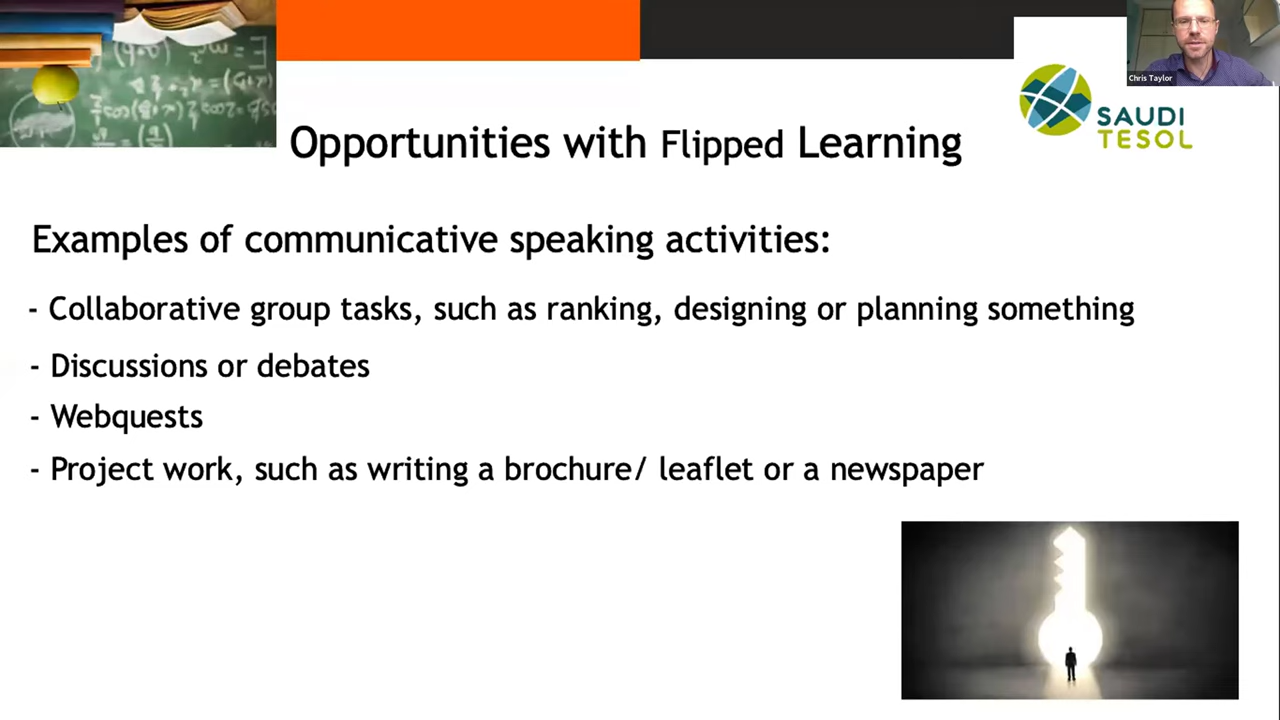 Chris Taylor
SAUDI
TESOL
Opportunities with Flipped Learning
Examples of communicative speaking activities:
- Collaborative group tasks, such as ranking, designing or planning something
- Discussions or debates
- Webquests
- Project work, such as writing a brochure/ leaflet or a newspaper